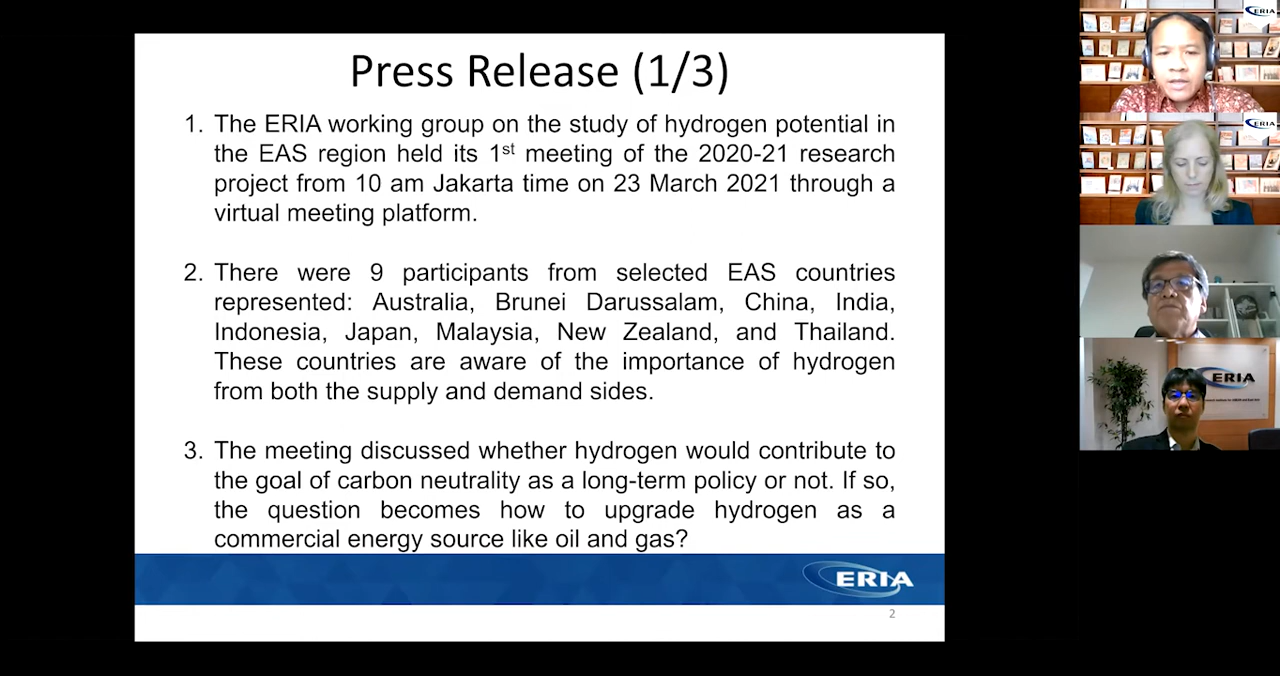 Press Release (1/3)
1. The ERIA working group on the study of hydrogen potential in
the EAS region held its 1st meeting of the 2020-21 research
project from 10 am Jakarta time on 23 March 2021 through a
virtual meeting platform.
2. There were 9 participants from selected EAS countries
represented: Australia, Brunei Darussalam, China, India,
Indonesia, Japan, Malaysia, New Zealand, and Thailand.
These countries are aware of the importance of hydrogen
from both the supply and demand sides.
3. The meeting discussed whether hydrogen would contribute to
the goal of carbon neutrality as a long-term policy or not. If so,
the question becomes how to upgrade hydrogen as a
commercial energy source like oil and gas?
ERIA
2
ERIA
ERIA
ERIA